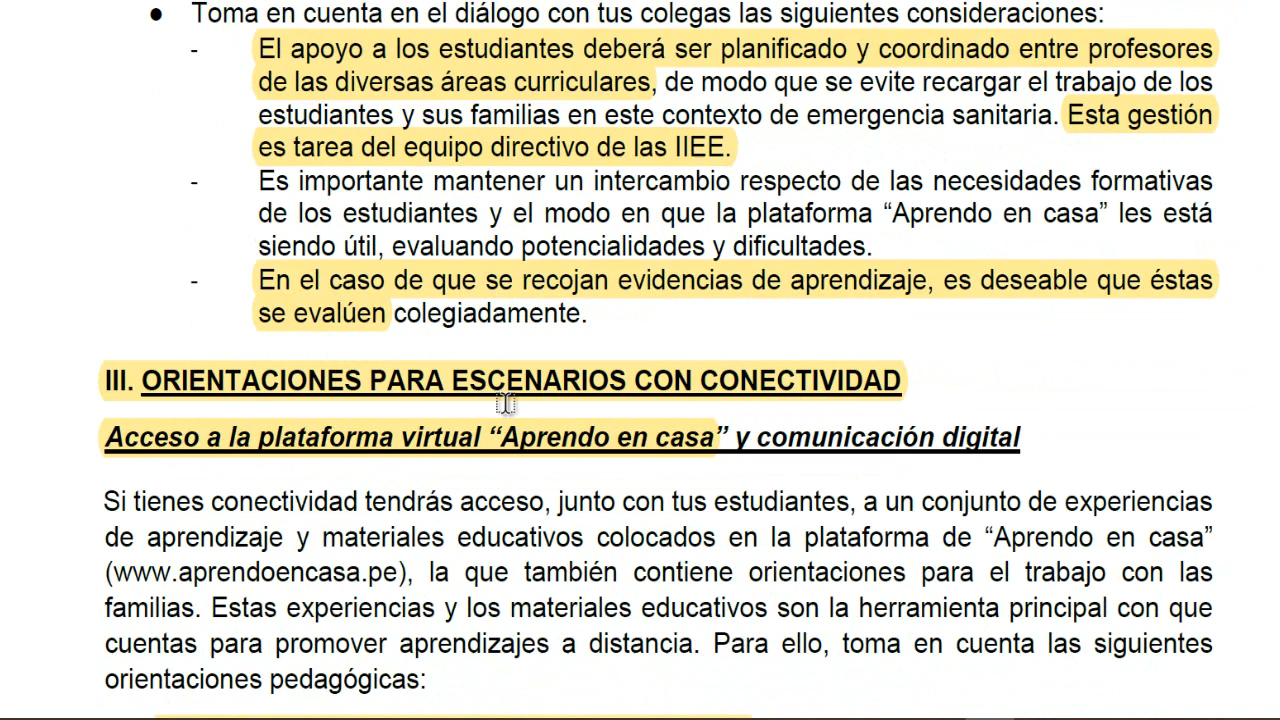 ● Toma en cuenta en el diálogo con tus colegas las siguientes consideraciones:
- El apoyo a los estudiantes deberá ser planificado y coordinado entre profesores
de las diversas áreas curriculares, de modo que se evite recargar el trabajo de los
estudiantes y sus familias en este contexto de emergencia sanitaria. Esta gestión
es tarea del equipo directivo de las IIEE.
- Es importante mantener un intercambio respecto de las necesidades formativas
de los estudiantes y el modo en que la plataforma “Aprendo en casa” les está
siendo útil, evaluando potencialidades y dificultades.
- En el caso de que se recojan evidencias de aprendizaje, es deseable que éstas
se evalúen colegiadamente.
III. ORIENTACIONES PARA ESCENARIOS CON CONECTIVIDAD
Acceso a la plataforma virtual “Aprendo en casa” y comunicación digital
Si tienes conectividad tendrás acceso, junto con tus estudiantes, a un conjunto de experiencias
de aprendizaje y materiales educativos colocados en la plataforma de “Aprendo en casa”
(www.aprendoencasa.pe), la que también contiene orientaciones para el trabajo con las
familias. Estas experiencias y los materiales educativos son la herramienta principal con que
cuentas para promover aprendizajes a distancia. Para ello, toma en cuenta las siguientes
orientaciones pedagógicas: